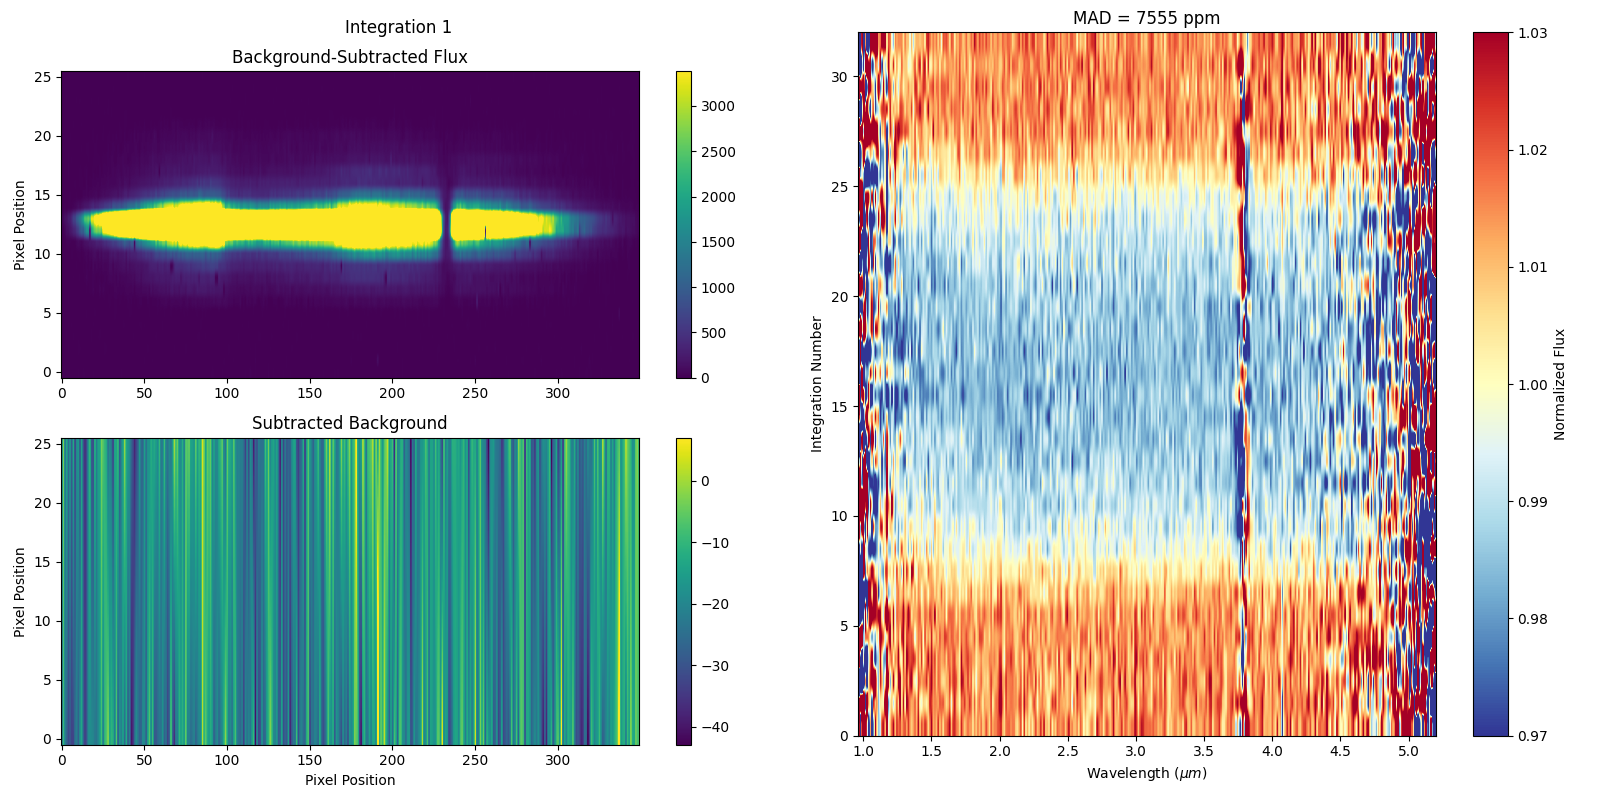 Integration 1
Background-Subtracted Flux
Pixel Position
25
20
15
10
5
0
0 50 100 150 200 250 300
3000
2500
2000
1500
1000
500
0
Subtracted Background
Pixel Position
25
20
15
10
5
0
0 50 100 150 200 250 300
Pixel Position
0
−10
−20
−30
−40
MAD = 7555 ppm
Integration Number
30
25
20
15
10
5
0
1.0 1.5 2.0 2.5 3.0 3.5 4.0 4.5 5.0
Wavelength (μm)
1.03
1.02
1.01
1.00
0.99
0.98
0.97
Normalized Flux